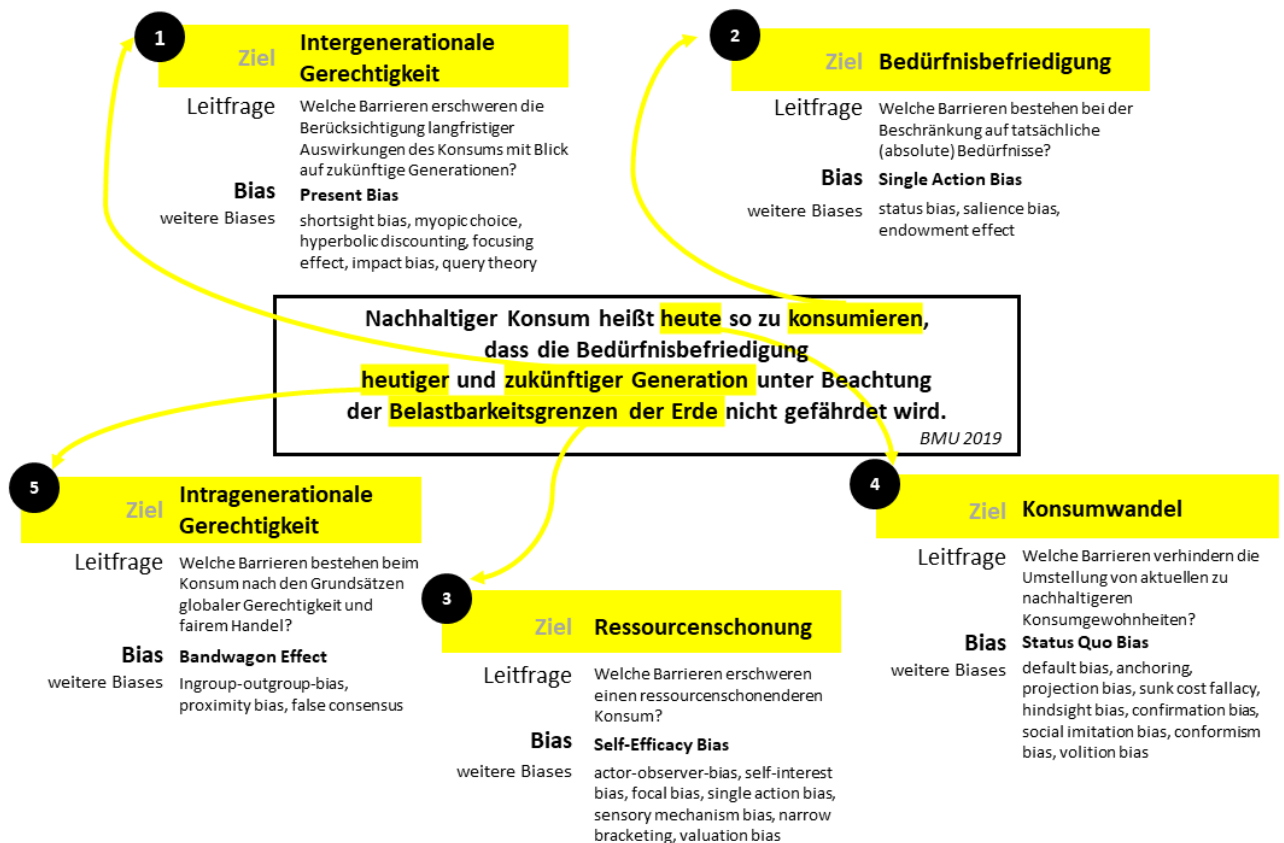 1
Ziel Intergenerationale
Gerechtigkeit
Leitfrage Welche Barrieren erschweren die
Berücksichtigung langfristiger
Auswirkungen des Konsums mit Blick
auf zukünftige Generationen?
Bias Present Bias
weitere Biases shortsight bias, myopic choice,
hyperbolic discounting, focusing
effect, impact bias, query theory
2
Ziel Bedürfnisbefriedigung
Leitfrage Welche Barrieren bestehen bei der
Beschränkung auf tatsächliche
(absolute) Bedürfnisse?
Bias Single Action Bias
weitere Biases status bias, salience bias,
endowment effect
Nachhaltiger Konsum heißt heute so zu konsumieren,
dass die Bedürfnisbefriedigung
heutiger und zukünftiger Generation unter Beachtung
der Belastbarkeitsgrenzen der Erde nicht gefährdet wird.
BMU 2019
5
Ziel Intragenerationale
Gerechtigkeit
Leitfrage Welche Barrieren bestehen beim
Konsum nach den Grundsätzen
globaler Gerechtigkeit und
fairem Handel?
Bias Bandwagon Effect
weitere Biases Ingroup-outgroup-bias,
proximity bias, false consensus
3
Ziel Ressourcenschonung
Leitfrage Welche Barrieren erschweren
einen ressourcenschonenderen
Konsum?
Bias Self-Efficacy Bias
weitere Biases actor-observer-bias, self-interest
bias, focal bias, single action bias,
sensory mechanism bias, narrow
bracketing, valuation bias
4
Ziel Konsumwandel
Leitfrage Welche Barrieren verhindern die
Umstellung von aktuellen zu
nachhaltigeren
Konsumgewohnheiten?
Bias Status Quo Bias
weitere Biases default bias, anchoring,
projection bias, sunk cost fallacy,
hindsight bias, confirmation bias,
social imitation bias, conformism
bias, volition bias